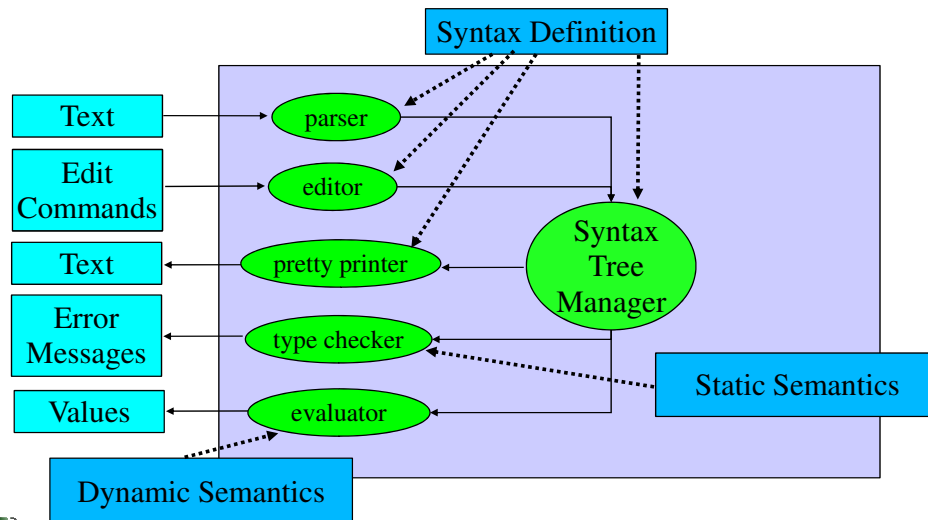 Syntax Definition
Text
parser
Edit
Commands
editor
Syntax
Tree
Manager
Text
pretty printer
Error
Messages
type checker
Static Semantics
Values
evaluator
Dynamic Semantics